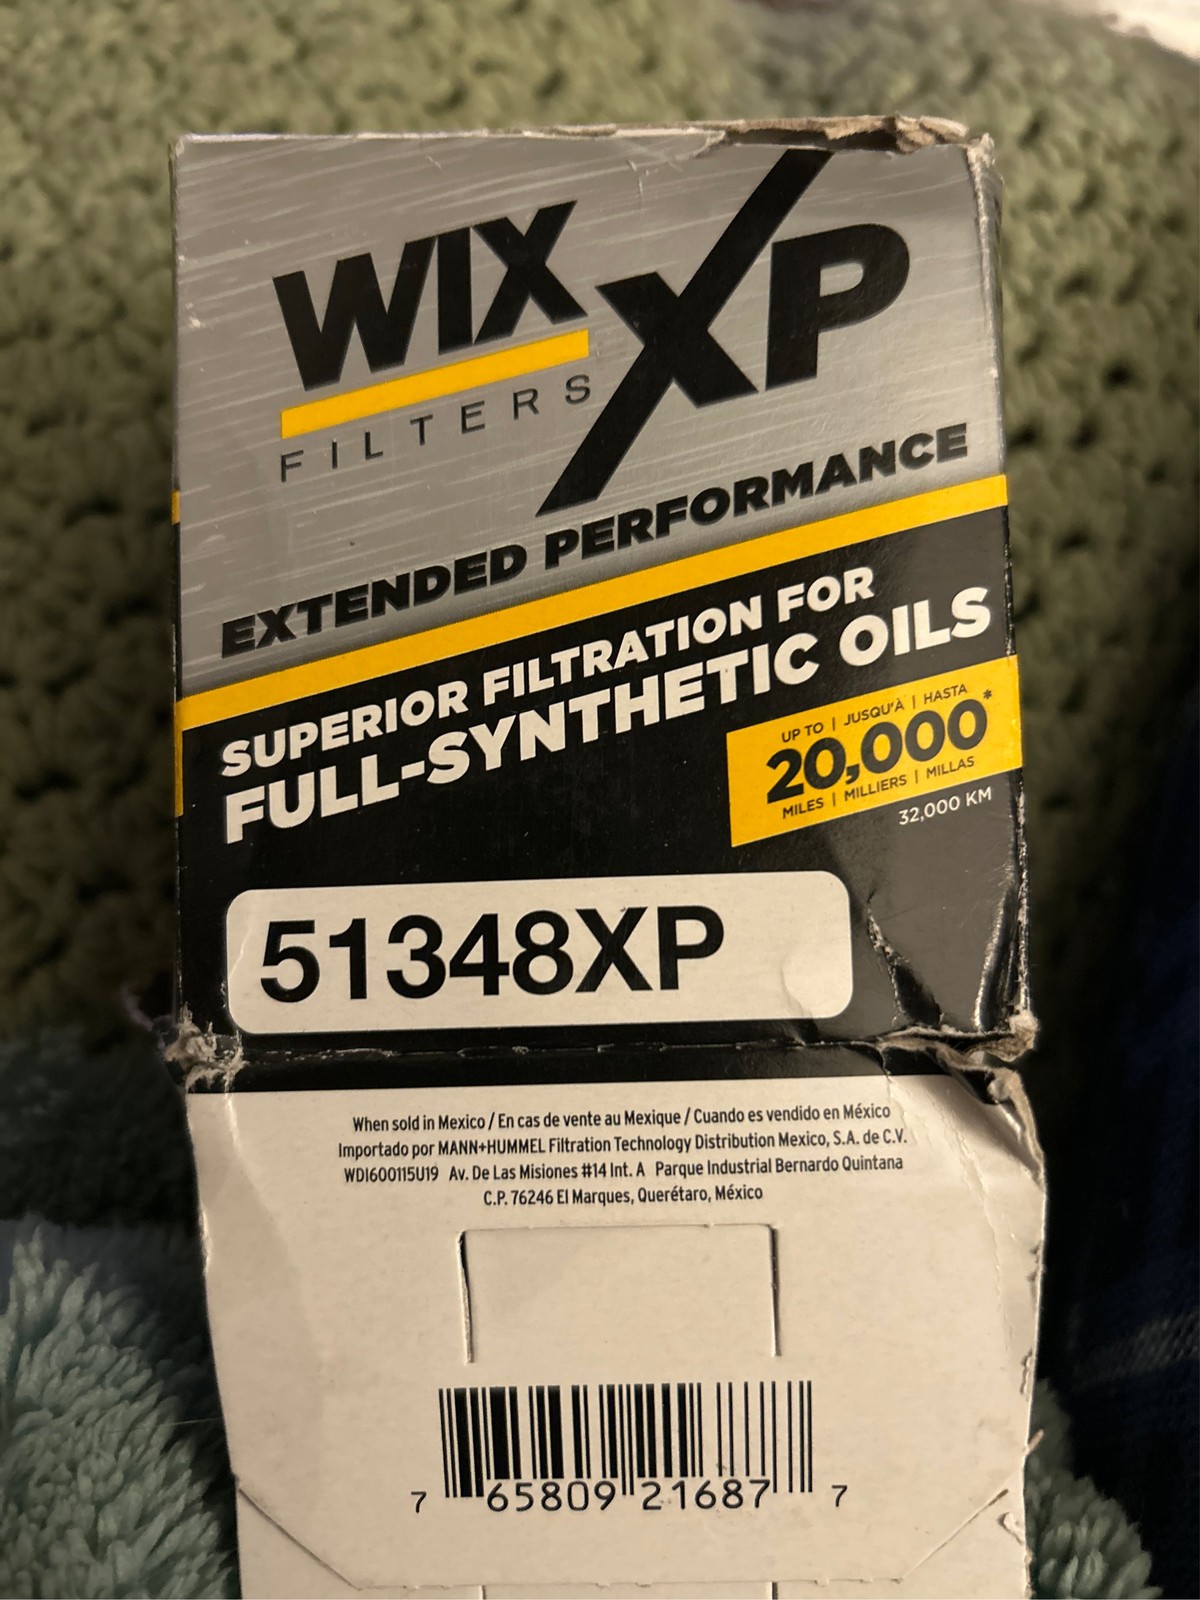 WIX XP
FILTERS
EXTENDED PERFORMANCE
SUPERIOR FILTRATION FOR
FULL-SYNTHETIC OILS
UP TO | JUSQU'À | HASTA
20,000*
MILES | MILLIERS | MILLAS
32,000 KM
51348XP
When sold in Mexico / En cas de vente au Mexique / Cuando es vendido en México
Importado por MANN+HUMMEL Filtration Technology Distribution Mexico, S.A. de C.V.
WDI600115U19 Av. De Las Misiones #14 Int. A Parque Industrial Bernardo Quintana
C.P. 76246 El Marques, Querétaro, México
7 65809 21687 7